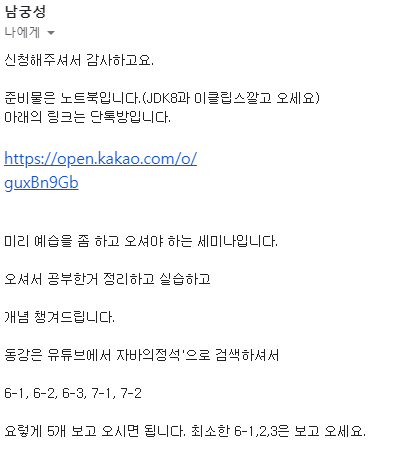 남궁성
나에게
신청해주셔서 감사하고요.
준비물은 노트북입니다.(JDK8과 이클립스깔고 오세요)
아래의 링크는 단톡방입니다.
https://open.kakao.com/o/
guxBn9Gb
미리 예습을 좀 하고 오셔야 하는 세미나입니다.
오셔서 공부한거 정리하고 실습하고
개념 챙겨드립니다.
동강은 유튜브에서 자바의정석'으로 검색하셔서
6-1, 6-2, 6-3, 7-1, 7-2
요렇게 5개 보고 오시면 됩니다. 최소한 6-1,2,3은 보고 오세요.